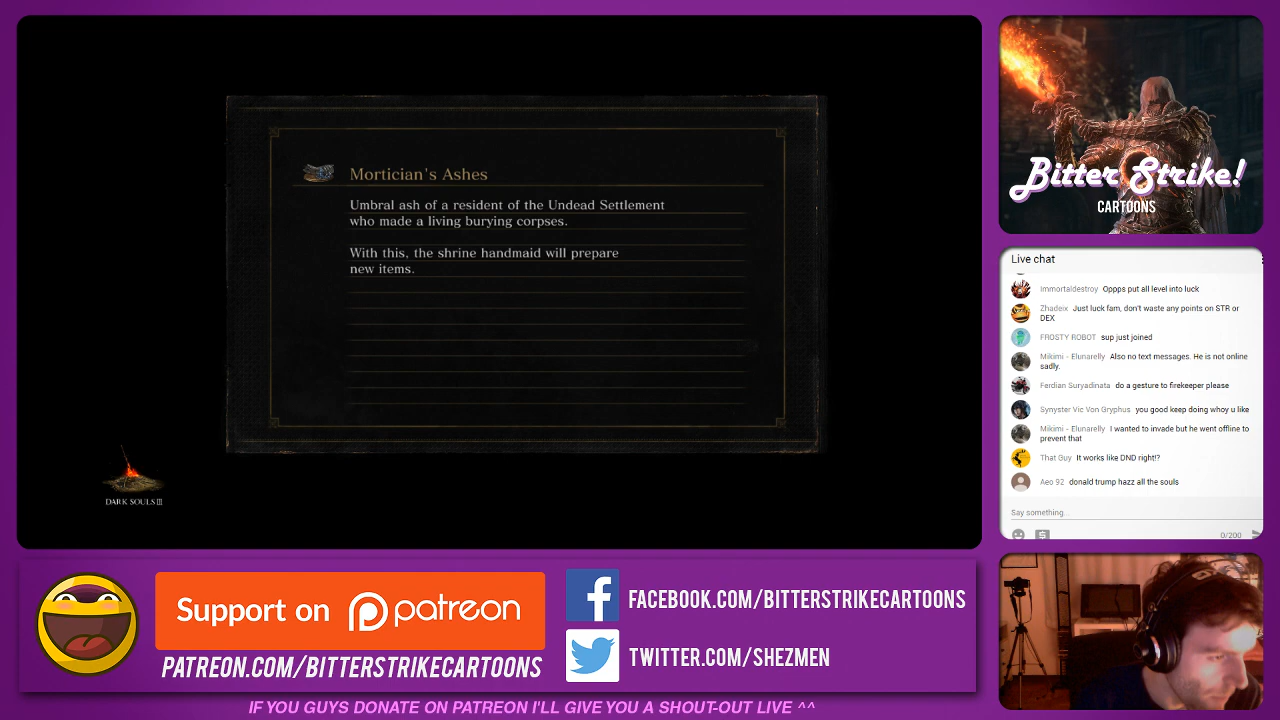 Mortician's Ashes
Umbral ash of a resident of the Undead Settlement
who made a living burying corpses.
With this, the shrine handmaid will prepare
new items.
DARK SOULS III
Bitter Strike!
CARTOONS
Live chat
Immortaldestroy Oppps put all level into luck
Zhadeix Just luck fam, don't waste any points on STR or
DEX
FROSTY ROBOT sup just joined
Mikimi - Elunarelly Also no text messages. He is not online
sadly.
Ferdian Suryadinata do a gesture to firekeeper please
Synyster Vic Von Gryphus you good keep doing whoy u like
Mikimi - Elunarelly I wanted to invade but he went offline to
prevent that
That Guy It works like DND right!?
Aeo 92 donald trump hazz all the souls
Say something...
0/200
Support on patreon
PATREON.COM/BITTERSTRIKECARTOONS
FACEBOOK.COM/BITTERSTRIKECARTOONS
TWITTER.COM/SHEZMEN
IF YOU GUYS DONATE ON PATREON I'LL GIVE YOU A SHOUT-OUT LIVE ^^